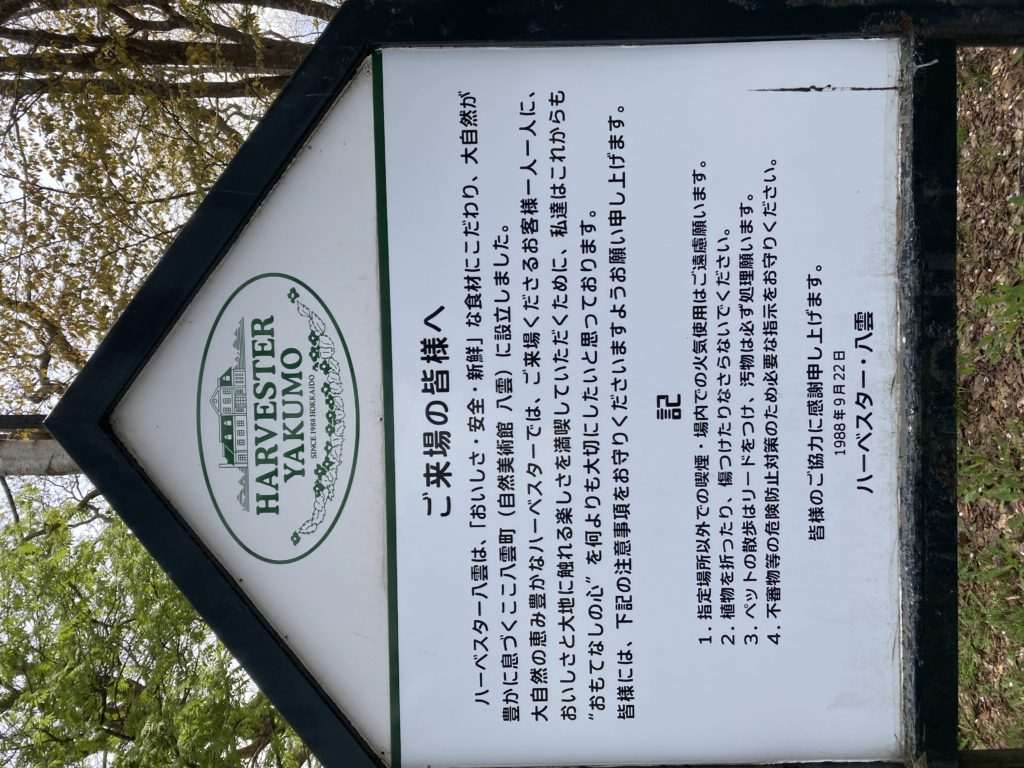 HARVESTER
YAKUMO
SINCE 1988 HOKKAIDO
ご来場の皆様へ
ハーベスター八雲は、「おいしさ・安全・新鮮」な食材にこだわり、大自然が
豊かに息づくここ八雲町（自然美術館 八雲）に設立しました。
大自然の恵み豊かなハーベスターでは、ご来場くださるお客様一人一人に、
おいしさと大地に触れる楽しさを満喫していただくために、私達はこれからも
“おもてなしの心”を何よりも大切にしたいと思っております。
皆様には、下記の注意事項をお守りくださいますようお願い申し上げます。
記
1. 指定場所以外での喫煙・場内での火気使用はご遠慮願います。
2. 植物を折ったり、傷つけたりなさらないでください。
3. ペットの散歩はリードをつけ、汚物は必ず処理願います。
4. 不審物等の危険防止対策のため必要な指示をお守りください。
皆様のご協力に感謝申し上げます。
1988年9月22日
ハーベスター・八雲